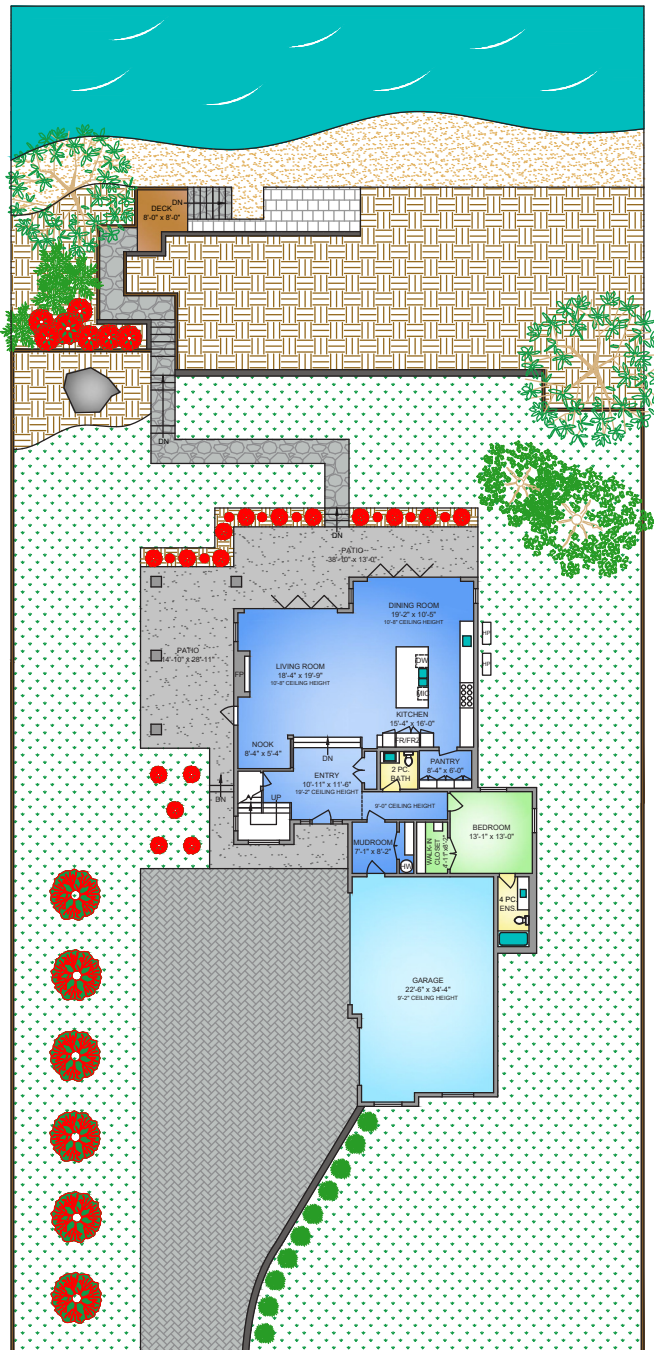 DN
DECK
8'-0" x 8'-0"
DN
DN
PATIO
38'-10" x 13'-0"
DINING ROOM
19'-2" x 10'-5"
10'-8" CEILING HEIGHT
HP
PATIO
14'-10" x 28'-11"
DW
LIVING ROOM
18'-4" x 19'-9"
10'-8" CEILING HEIGHT
HP
FP
MIC
KITCHEN
15'-4" x 16'-0"
FR/FRZ
NOOK
8'-4" x 5'-4"
DN
PANTRY
8'-4" x 6'-0"
2 PC.
BATH
ENTRY
10'-11" x 11'-6"
19'-2" CEILING HEIGHT
UP
DN
9'-0" CEILING HEIGHT
BEDROOM
13'-1" x 13'-0"
MUDROOM
7'-1" x 8'-2"
WALK-IN
CLOSET
HW
4 PC.
ENS.
GARAGE
22'-6" x 34'-4"
9'-2" CEILING HEIGHT